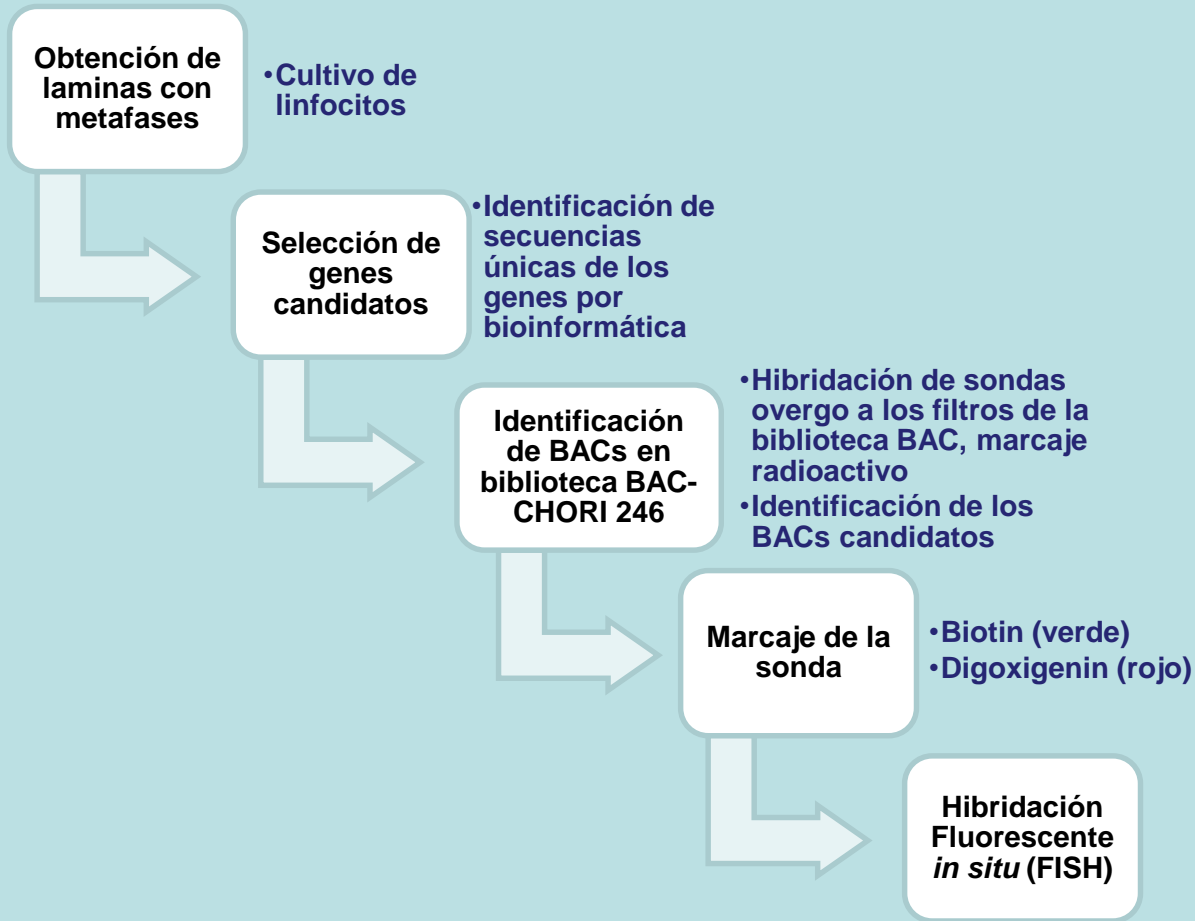 Obtención de
laminas con
metafases
•Cultivo de
linfocitos
Selección de
genes
candidatos
•Identificación de
secuencias
únicas de los
genes por
bioinformática
Identificación
de BACs en
biblioteca BAC-
CHORI 246
•Hibridación de sondas
overgo a los filtros de la
biblioteca BAC, marcaje
radioactivo
•Identificación de los
BACs candidatos
Marcaje de la
sonda
•Biotin (verde)
•Digoxigenin (rojo)
Hibridación
Fluorescente
in situ (FISH)